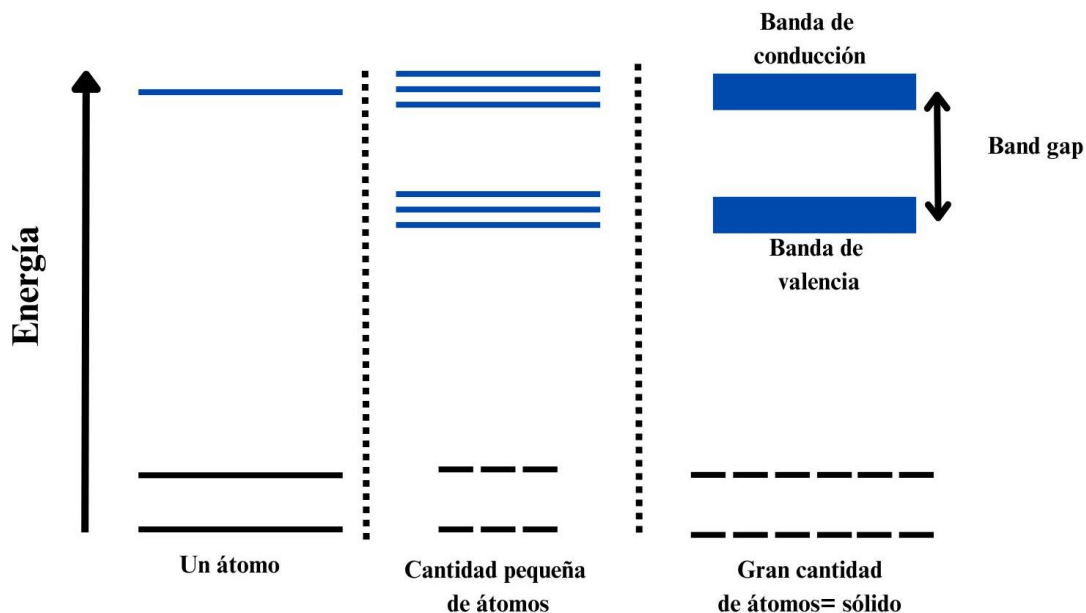 Banda de
conducción
Band gap
Banda de
valencia
Energía
Un átomo
Cantidad pequeña
de átomos
Gran cantidad
de átomos= sólido